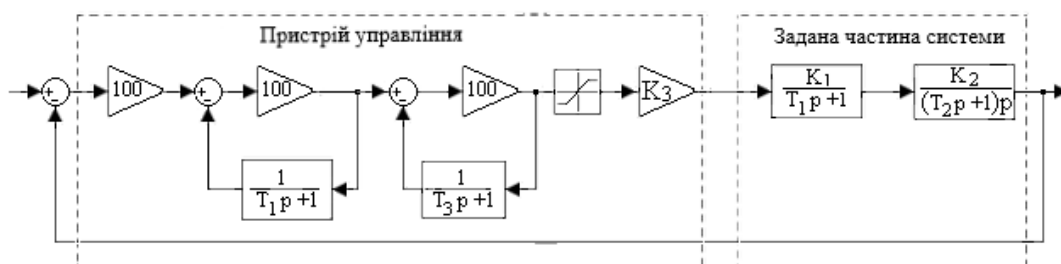 Пристрій управління
Задана частина системи
100
100
100
K3
K1
T1p+1
K2
(T2p+1)p
1
T1p+1
1
T3p+1